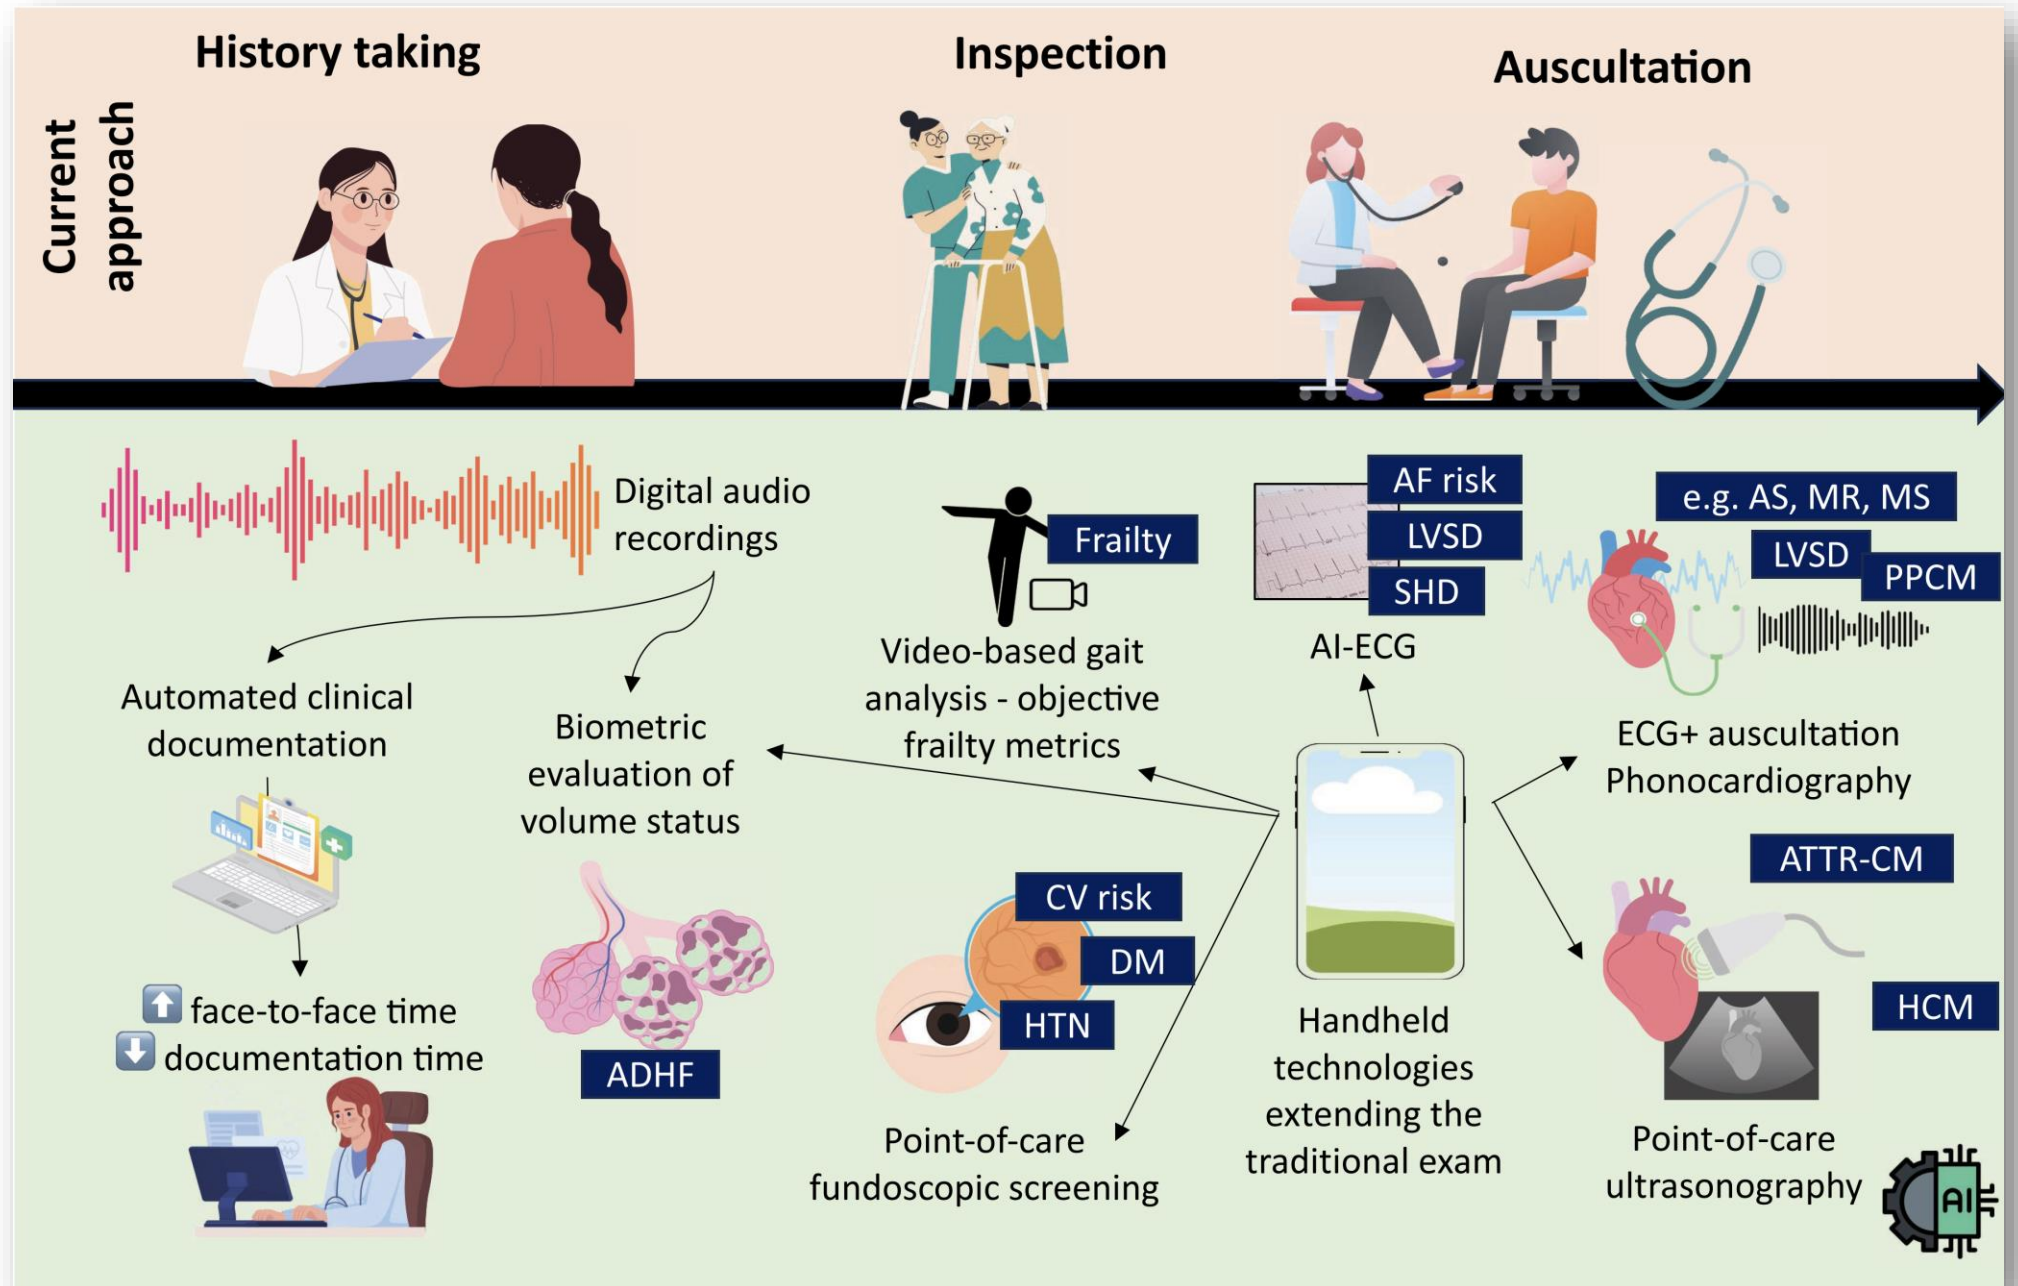 History taking
Inspection
Auscultation
Current
approach
Digital audio
recordings
Automated clinical
documentation
face-to-face time
documentation time
Biometric
evaluation of
volume status
ADHF
Frailty
Video-based gait
analysis - objective
frailty metrics
CV risk
DM
HTN
Point-of-care
fundoscopic screening
AF risk
LVSD
SHD
AI-ECG
Handheld
technologies
extending the
traditional exam
e.g. AS, MR, MS
LVSD
PPCM
ECG+ auscultation
Phonocardiography
ATTR-CM
HCM
Point-of-care
ultrasonography
AI